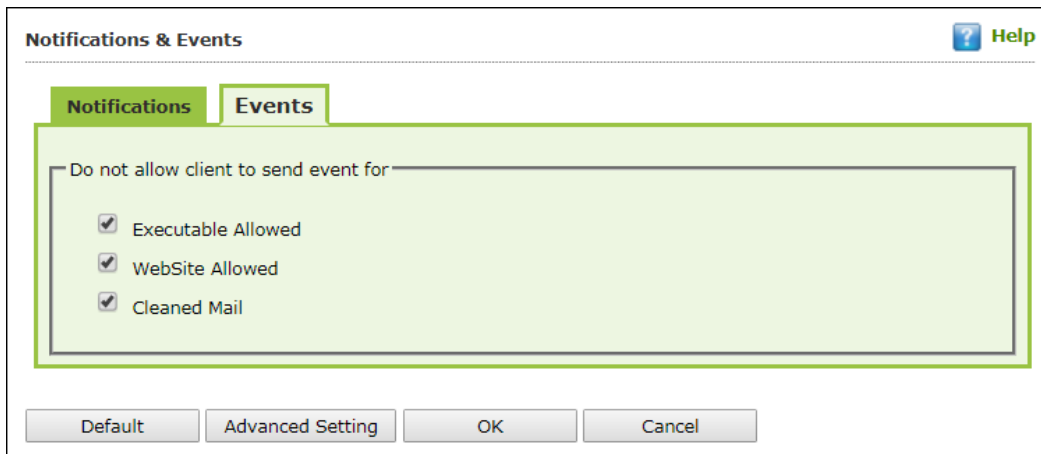 Notifications & Events
? Help
Notifications Events
Do not allow client to send event for
Executable Allowed
WebSite Allowed
Cleaned Mail
Default Advanced Setting OK Cancel